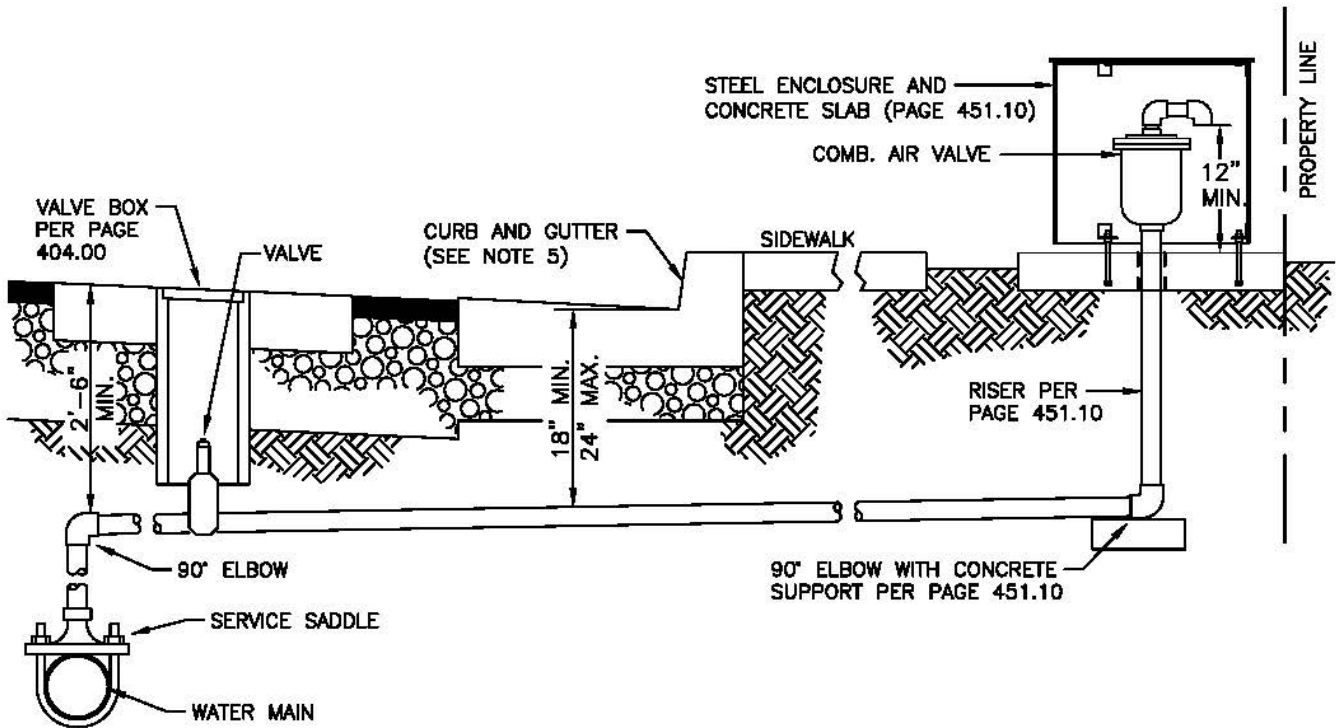 STEEL ENCLOSURE AND
CONCRETE SLAB (PAGE 451.10)
PROPERTY LINE
COMB. AIR VALVE
12"
MIN.
VALVE BOX
PER PAGE
404.00
VALVE
CURB AND GUTTER
(SEE NOTE 5)
SIDEWALK
2'-6"
MIN.
18" MIN.
24" MAX.
RISER PER
PAGE 451.10
90° ELBOW
90° ELBOW WITH CONCRETE
SUPPORT PER PAGE 451.10
SERVICE SADDLE
WATER MAIN